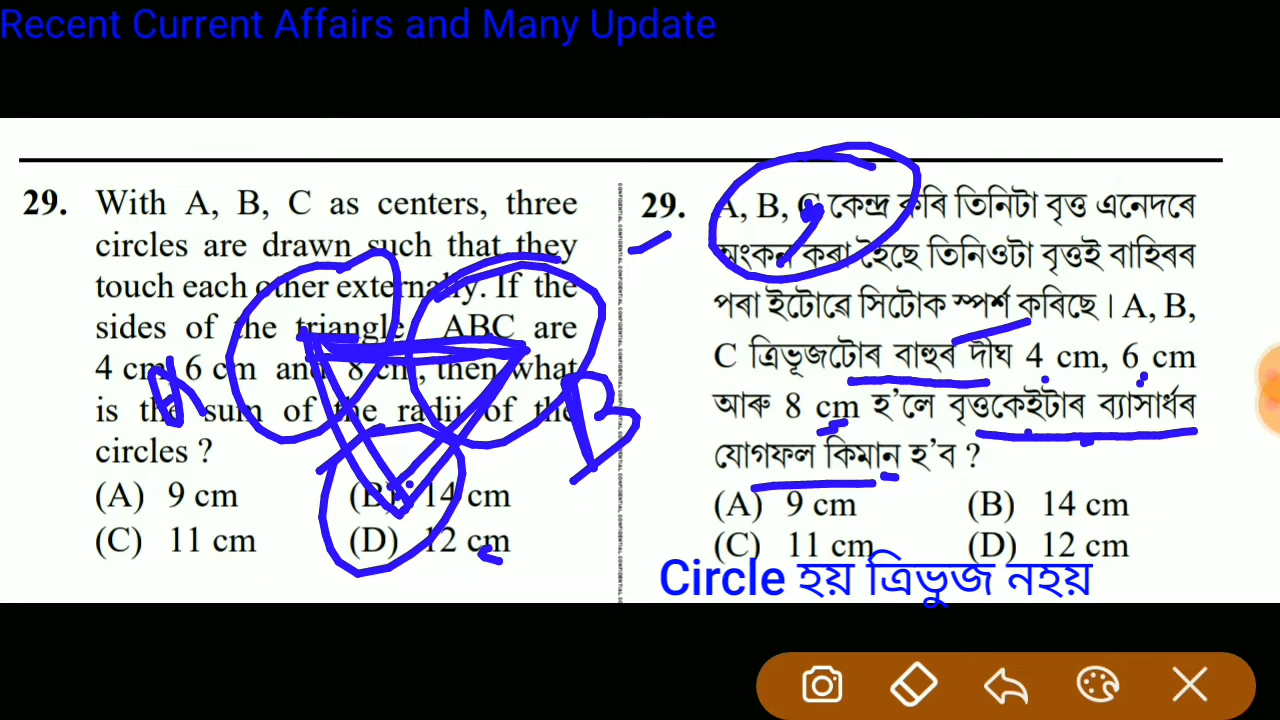 Recent Current Affairs and Many Update
29. With A, B, C as centers, three
circles are drawn such that they
touch each other externally. If the
sides of the triangle ABC are
4 cm, 6 cm and 8 cm, then what
is the sum of the radii of the
circles ?
(A) 9 cm (B) 14 cm
(C) 11 cm (D) 12 cm
A
B
C
29. A, B, C কেন্দ্ৰ কৰি তিনিটা বৃত্ত এনেদৰে
অংকন কৰা হৈছে তিনিওটা বৃত্তই বাহিৰৰ
পৰা ইটোৱে সিটোক স্পৰ্শ কৰিছে। A, B,
C ত্ৰিভূজটোৰ বাহুৰ দীঘ 4 cm, 6 cm
আৰু 8 cm হ’লে বৃত্তকেইটাৰ ব্যাসাৰ্ধৰ
যোগফল কিমান হ’ব ?
(A) 9 cm (B) 14 cm
(C) 11 cm (D) 12 cm
Circle হয় ত্ৰিভুজ নহয়